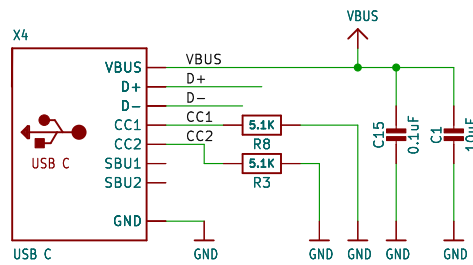 VBUS
X4
VBUS
VBUS
D+
D+
D-
D-
CC1
CC1
5.1K
R8
CC2
CC2
5.1K
R3
SBU1
SBU2
USB C
GND
C15
0.1uF
C1
10uF
USB C
GND
GND
GND
GND
GND